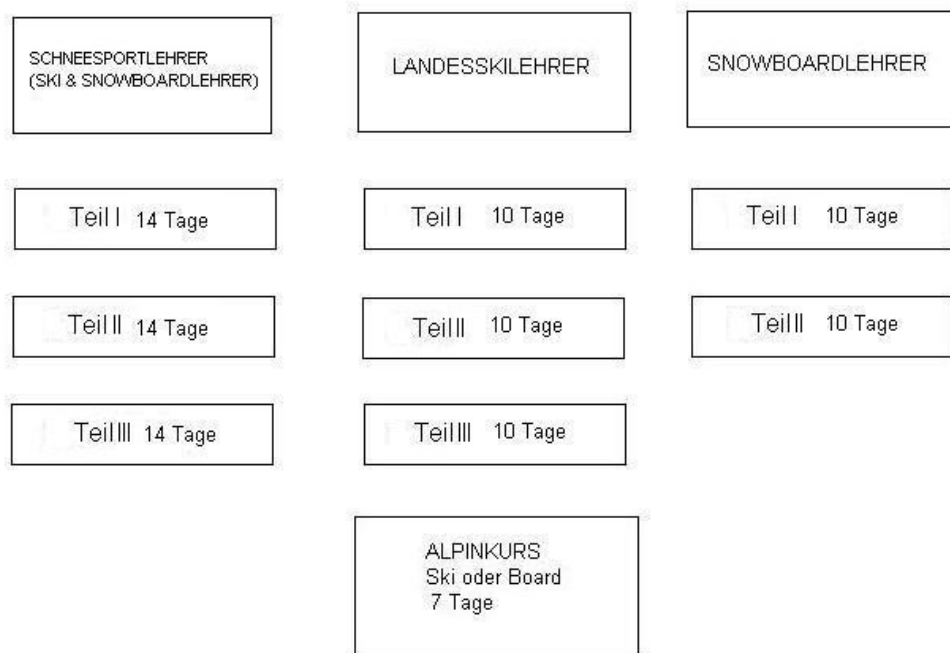 SCHNEESPORTLEHRER
(SKI & SNOWBOARDLEHRER)
LANDESSKILEHRER
SNOWBOARDLEHRER
Teil I 14 Tage
Teil I 10 Tage
Teil I 10 Tage
Teil II 14 Tage
Teil II 10 Tage
Teil II 10 Tage
Teil III 14 Tage
Teil III 10 Tage
ALPINKURS
Ski oder Board
7 Tage